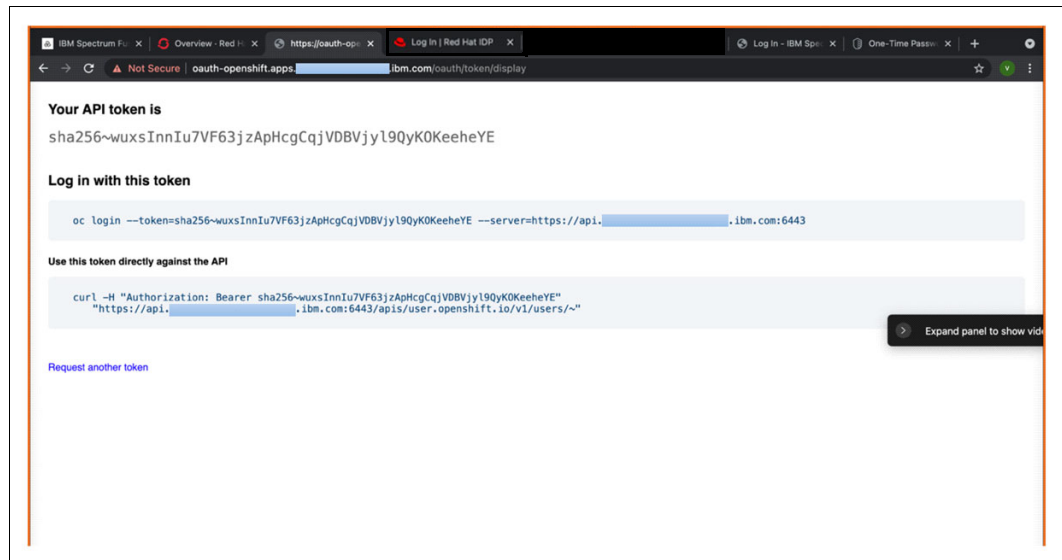 IBM Spectrum Fu
Overview - Red H
https://oauth-ope
Log In | Red Hat IDP
Log In - IBM Spec
One-Time Passw
Not Secure
oauth-openshift.apps. .ibm.com/oauth/token/display
Your API token is
sha256~wuxsInnIu7VF63jzApHcgCqjVDBVjyl9QyKOKeeheYE
Log in with this token
oc login --token=sha256~wuxsInnIu7VF63jzApHcgCqjVDBVjyl9QyKOKeeheYE --server=https://api. .ibm.com:6443
Use this token directly against the API
curl -H "Authorization: Bearer sha256~wuxsInnIu7VF63jzApHcgCqjVDBVjyl9QyKOKeeheYE"
"https://api. .ibm.com:6443/apis/user.openshift.io/v1/users/~"
Expand panel to show vide
Request another token